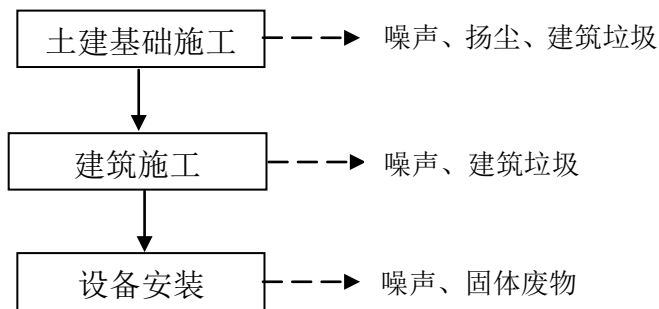 土建基础施工 噪声、扬尘、建筑垃圾
建筑施工 噪声、建筑垃圾
设备安装 噪声、固体废物